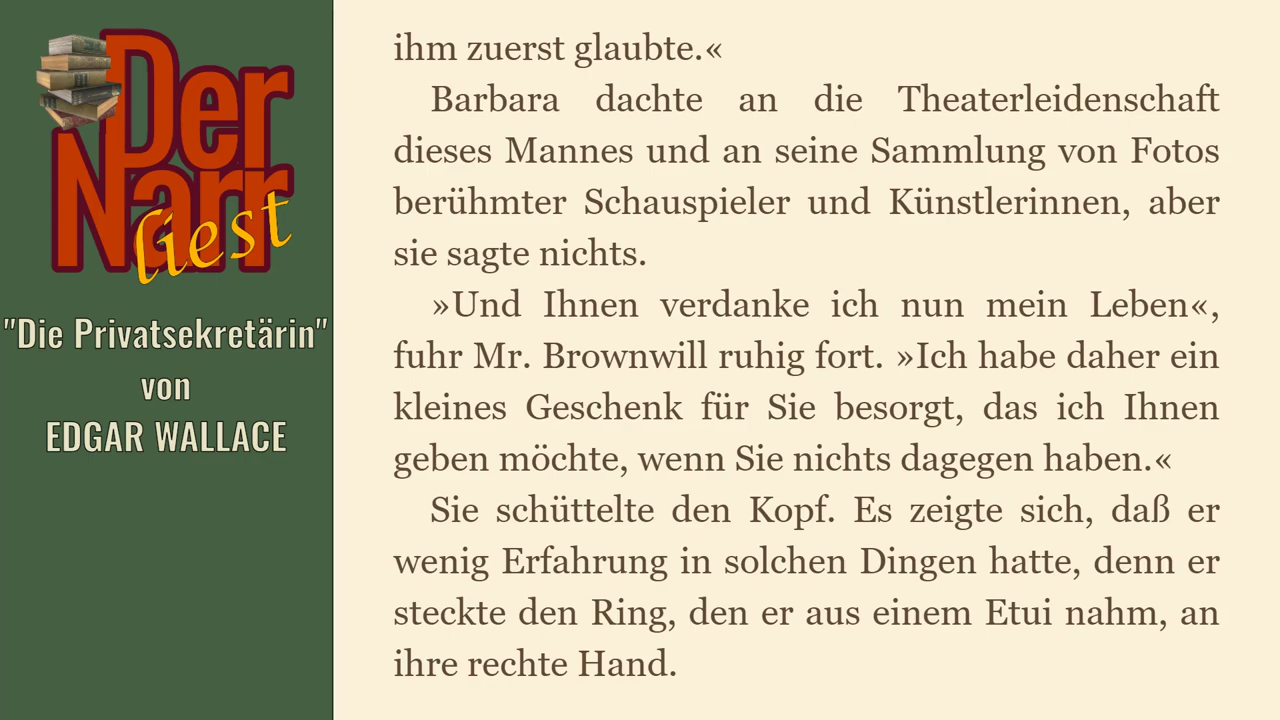 Der
Narr
liest
"Die Privatsekretärin"
von
EDGAR WALLACE
ihm zuerst glaubte.«
Barbara dachte an die Theaterleidenschaft
dieses Mannes und an seine Sammlung von Fotos
berühmter Schauspieler und Künstlerinnen, aber
sie sagte nichts.
»Und Ihnen verdanke ich nun mein Leben«,
fuhr Mr. Brownwill ruhig fort. »Ich habe daher ein
kleines Geschenk für Sie besorgt, das ich Ihnen
geben möchte, wenn Sie nichts dagegen haben.«
Sie schüttelte den Kopf. Es zeigte sich, daß er
wenig Erfahrung in solchen Dingen hatte, denn er
steckte den Ring, den er aus einem Etui nahm, an
ihre rechte Hand.